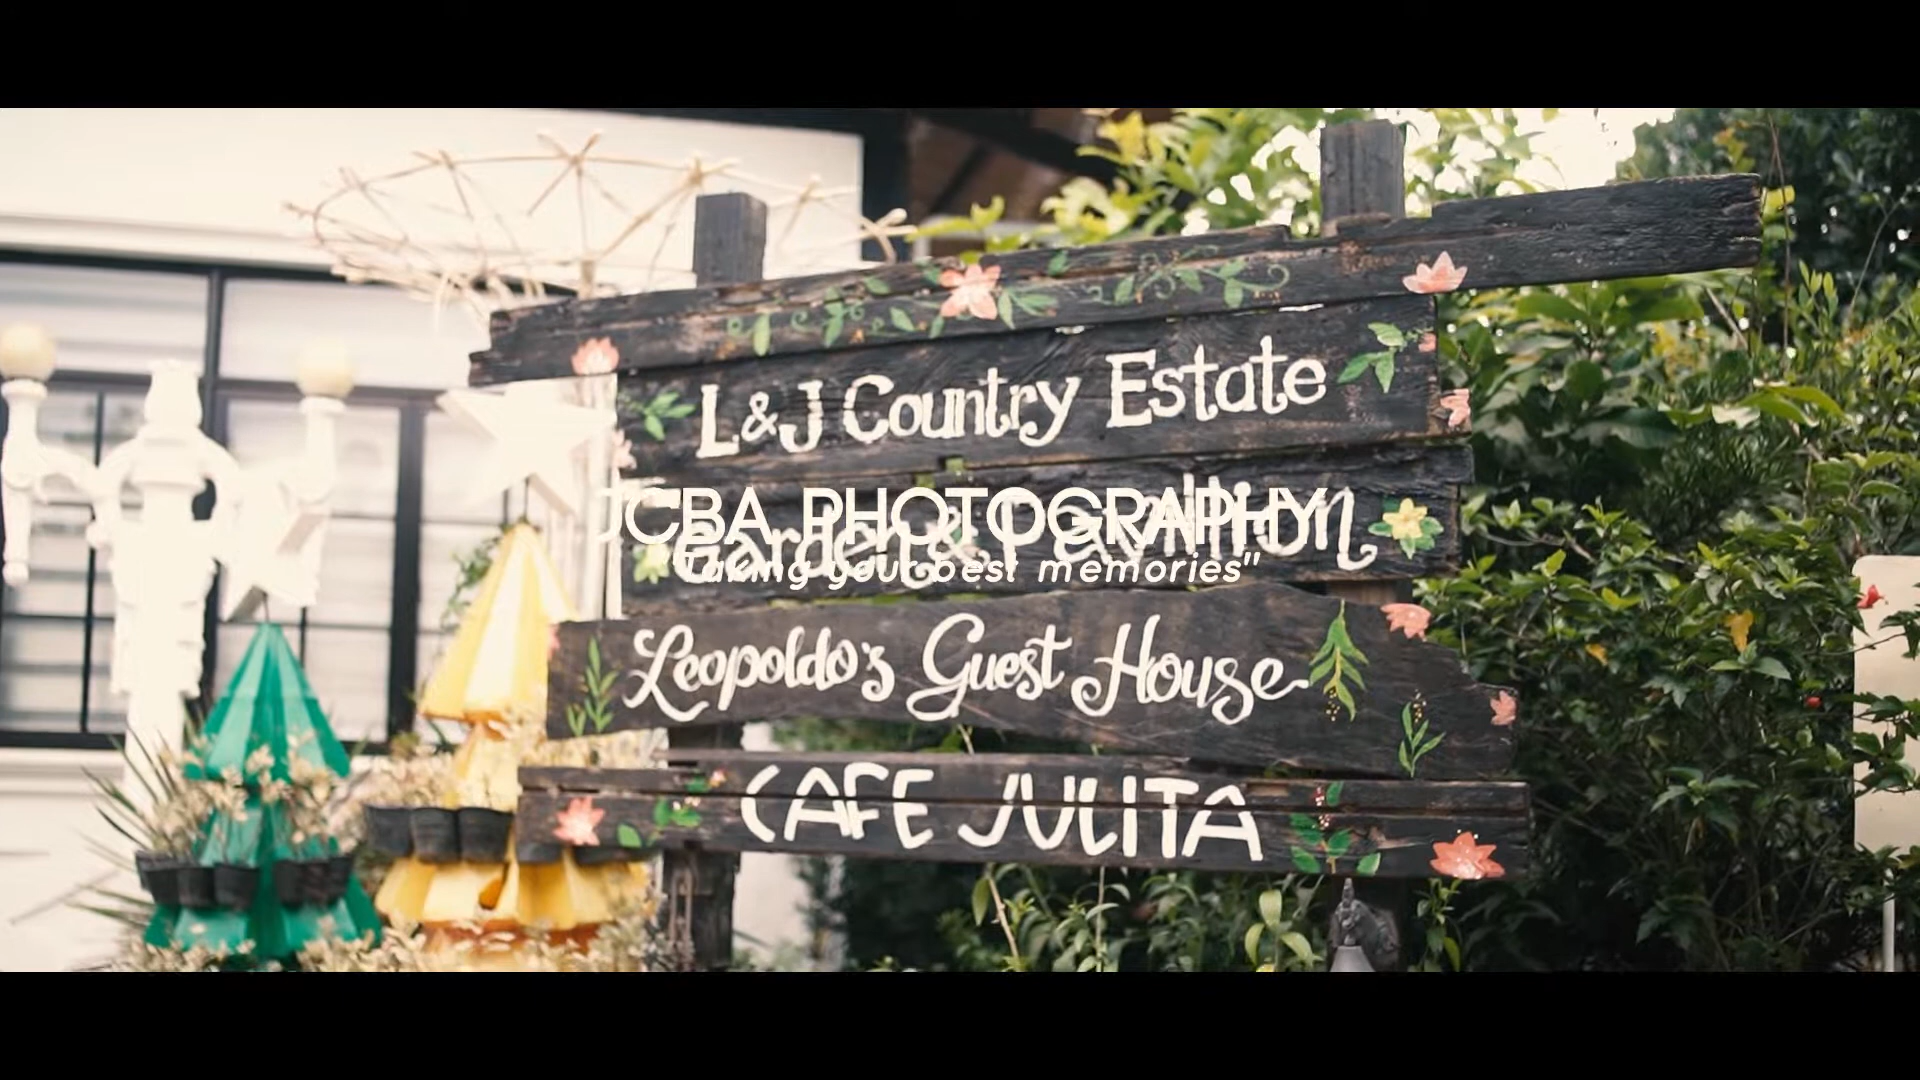 L&J Country Estate
JCBA PHOTOGRAPHY
Garden & Pavilion
"Taking your best memories"
Leopoldo's Guest House
CAFE JULITA